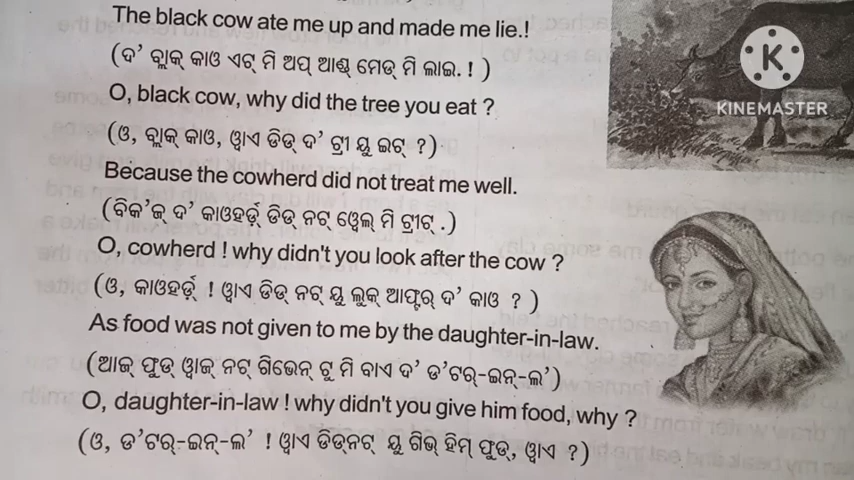 The black cow ate me up and made me lie.!
(ଦ' ବ୍ଲାକ୍ କାଓ ଏଟ୍ ମି ଅପ୍ ଆଣ୍ଡ୍ ମେଡ୍ ମି ଲାଇ. ! )
O, black cow, why did the tree you eat ?
(ଓ, ବ୍ଲାକ୍ କାଓ, ୱାଏ ଡିଡ୍ ଦ' ଟ୍ରୀ ୟୁ ଇଟ୍ ?)
Because the cowherd did not treat me well.
(ବିକ'ଜ୍ ଦ' କାଓହର୍ଡ଼୍ ଡିଡ୍ ନଟ୍ ୱେଲ୍ ମି ଟ୍ରୀଟ୍ .)
O, cowherd ! why didn't you look after the cow ?
(ଓ, କାଓହର୍ଡ଼୍ ! ୱାଏ ଡିଡ୍ ନଟ୍ ୟୁ ଲୁକ୍ ଆଫ୍ଟର୍ ଦ' କାଓ ? )
As food was not given to me by the daughter-in-law.
(ଆଜ୍ ଫୁଡ୍ ୱାଜ୍ ନଟ୍ ଗିଭେନ୍ ଟୁ ମି ବାଏ ଦ' ଡ'ଟର୍-ଇନ୍-ଲ')
O, daughter-in-law ! why didn't you give him food, why ?
(ଓ, ଡ'ଟର୍-ଇନ୍-ଲ' ! ୱାଏ ଡିଡ୍‌ନଟ୍ ୟୁ ଗିଭ୍ ହିମ୍ ଫୁଡ୍, ୱାଏ ?)
K
KINEMASTER